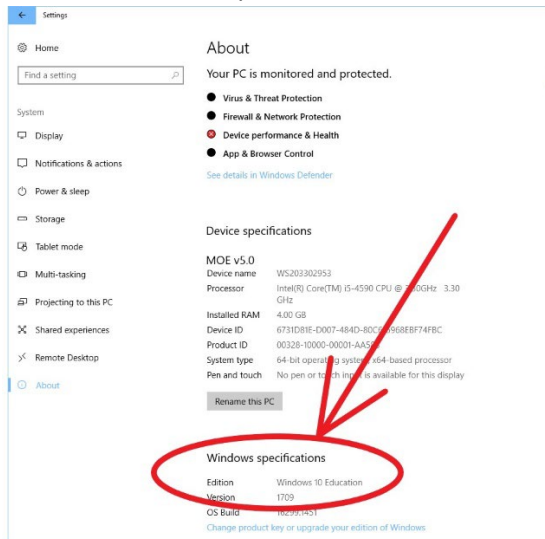 Settings
Home
Find a setting
System
Display
Notifications & actions
Power & sleep
Storage
Tablet mode
Multi-tasking
Projecting to this PC
Shared experiences
Remote Desktop
About
About
Your PC is monitored and protected.
Virus & Threat Protection
Firewall & Network Protection
Device performance & Health
App & Browser Control
See details in Windows Defender
Device specifications
MOE v5.0
Device name WS203302953
Processor Intel(R) Core(TM) i5-4590 CPU @ 3.30GHz 3.30
GHz
Installed RAM 4.00 GB
Device ID
Product ID
System type 64-bit operating system, x64-based processor
Pen and touch No pen or touch input is available for this display
Rename this PC
Windows specifications
Edition Windows 10 Education
Version 1709
OS Build 16299.1451
Change product key or upgrade your edition of Windows